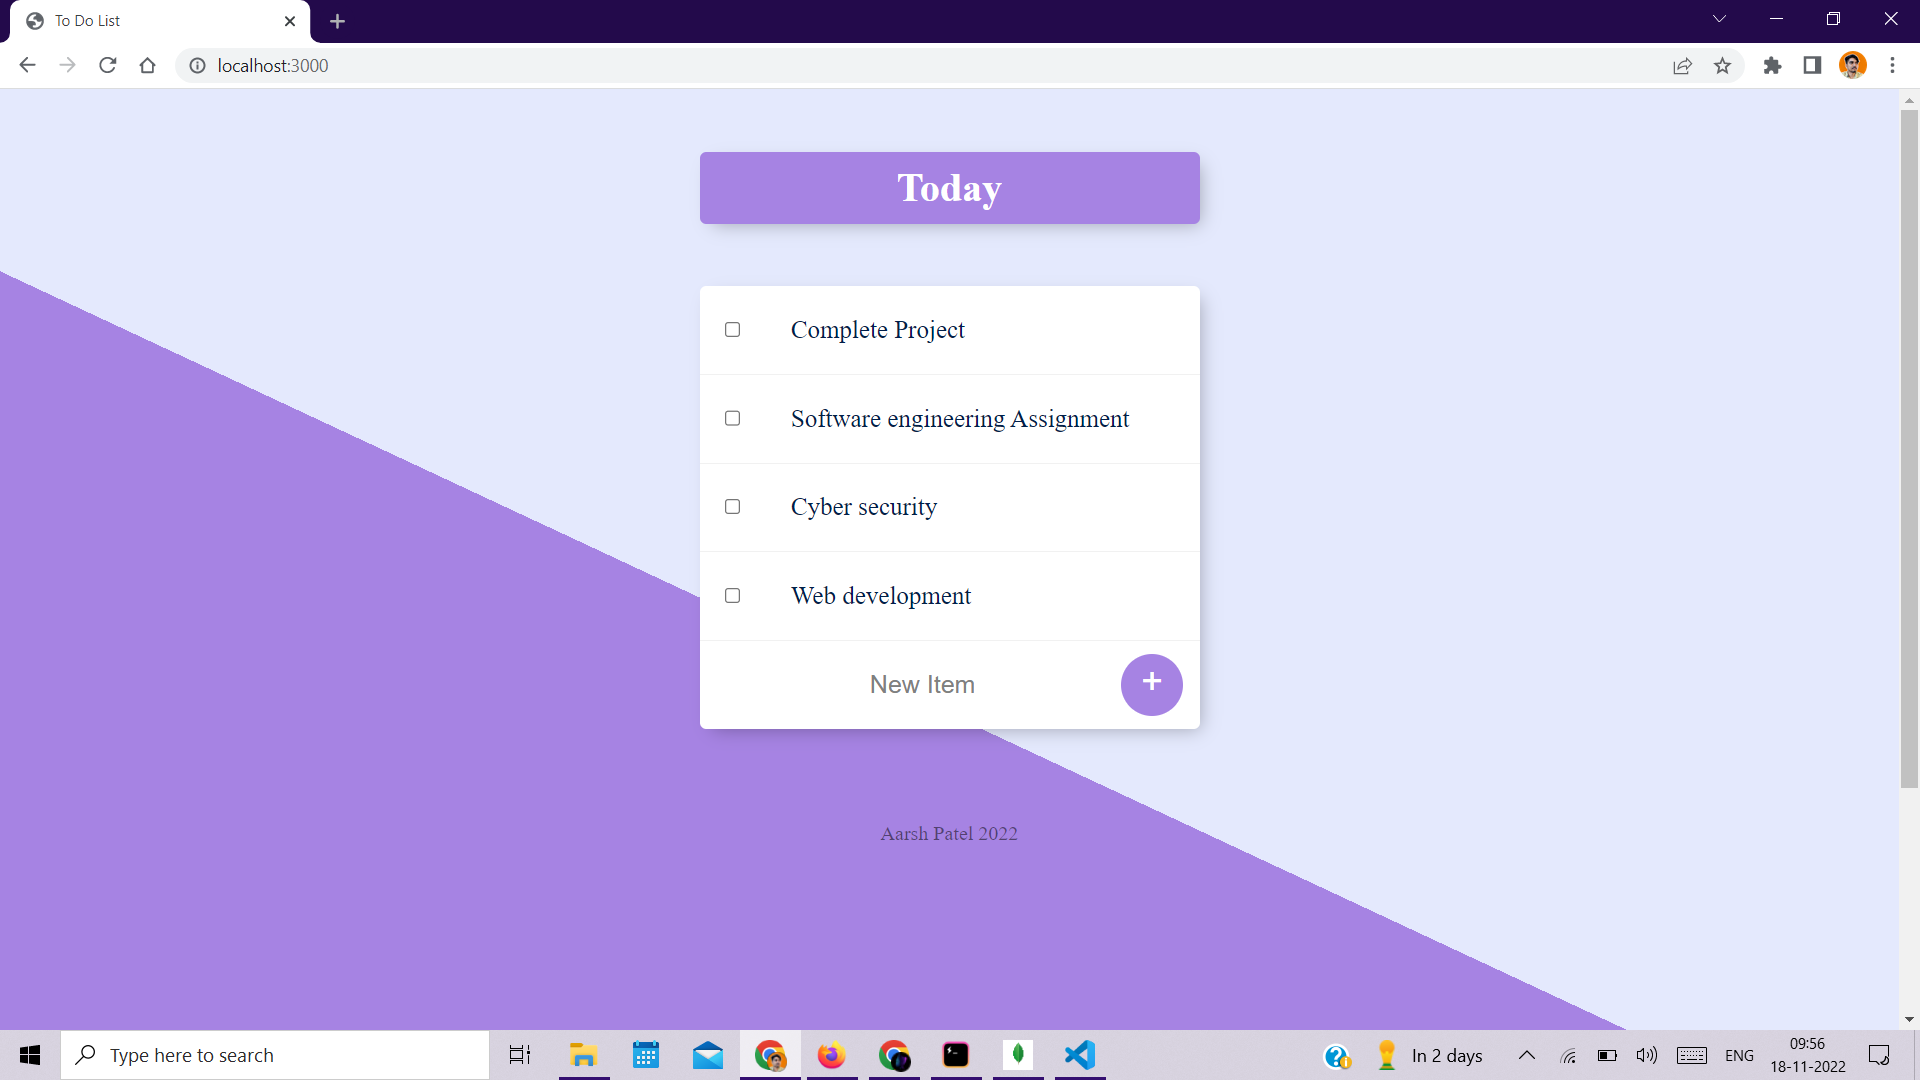 To Do List
localhost:3000
Today
Complete Project
Software engineering Assignment
Cyber security
Web development
New Item
+
Aarsh Patel 2022
Type here to search
In 2 days
ENG
09:56
18-11-2022